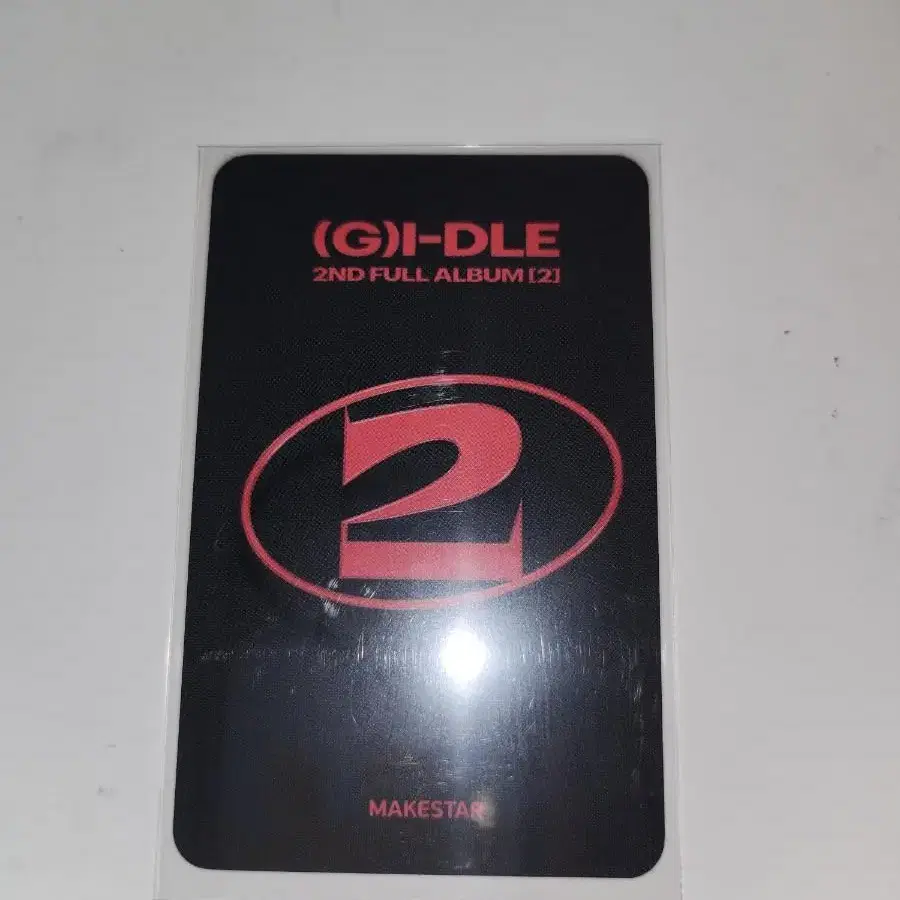 (G)I-DLE
2ND FULL ALBUM [2]
2
MAKESTAR